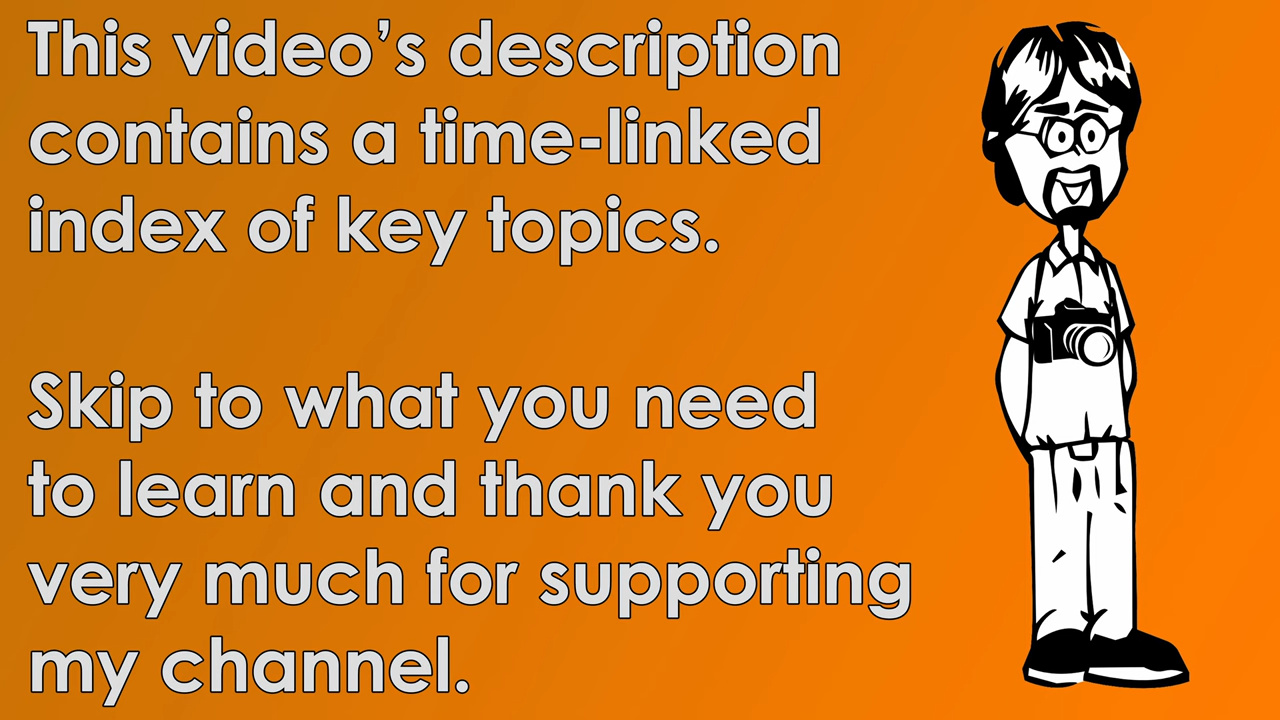 This video’s description
contains a time-linked
index of key topics.
Skip to what you need
to learn and thank you
very much for supporting
my channel.